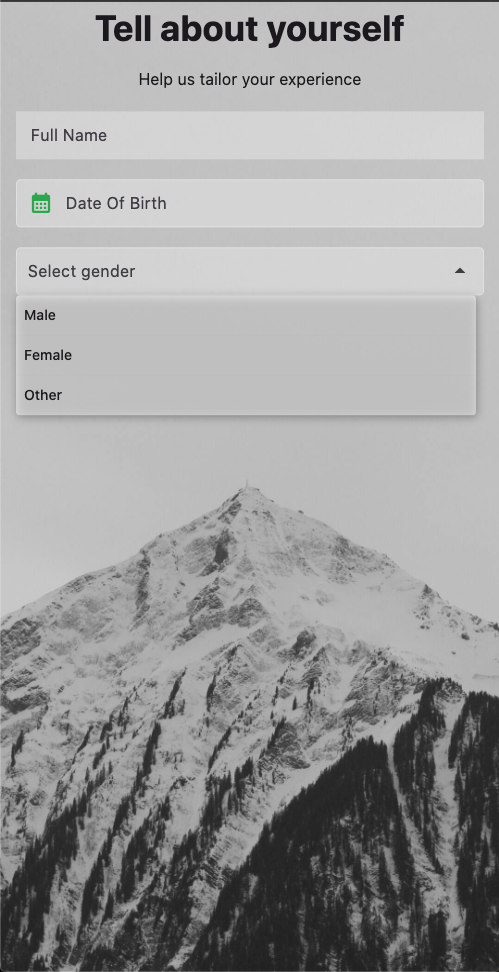 Tell about yourself
Help us tailor your experience
Full Name
Date Of Birth
Select gender
Male
Female
Other